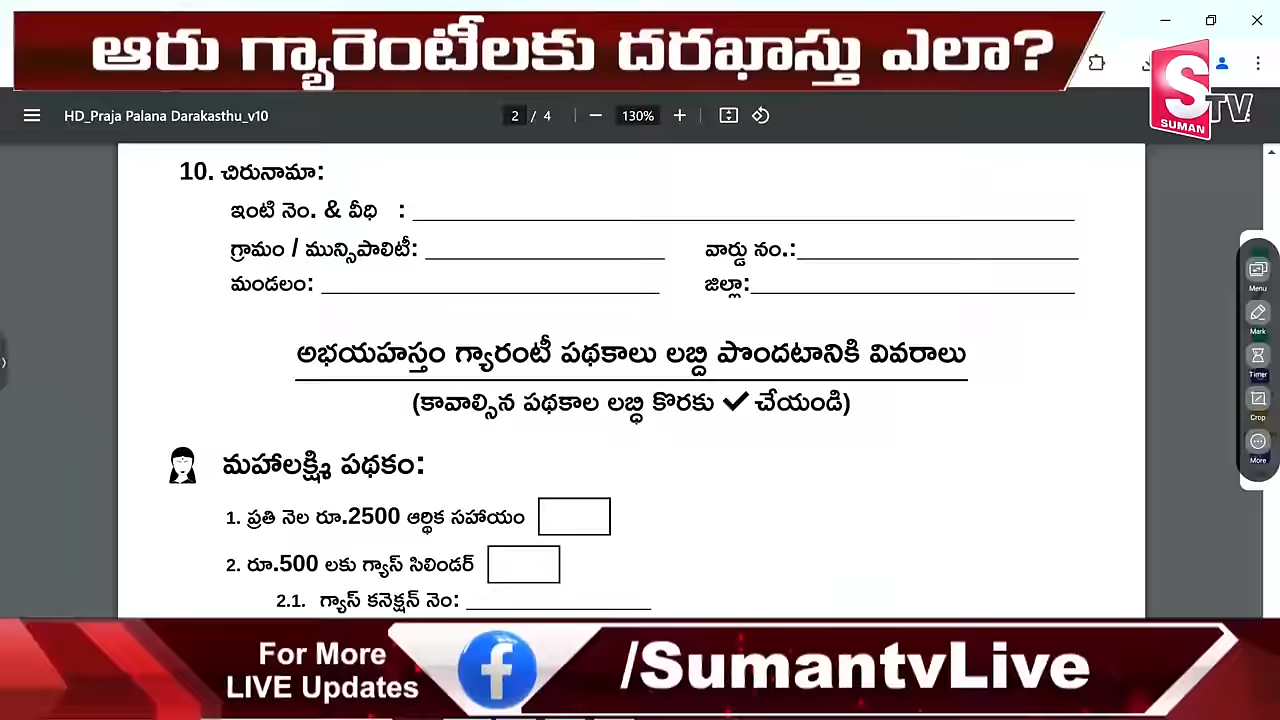 ఆరు గ్యారెంటీలకు దరఖాస్తు ఎలా?
S TV
SUMAN
HD_Praja Palana Darakasthu_v10
2 / 4
130%
10. చిరునామా:
ఇంటి నెం. & వీధి :
గ్రామం / మున్సిపాలిటీ: వార్డు నం.:
మండలం: జిల్లా:
అభయహస్తం గ్యారంటీ పథకాలు లబ్ది పొందటానికి వివరాలు
(కావాల్సిన పథకాల లబ్ధి కొరకు ✓ చేయండి)
మహాలక్ష్మి పథకం:
1. ప్రతి నెల రూ.2500 ఆర్థిక సహాయం
2. రూ.500 లకు గ్యాస్ సిలిండర్
2.1. గ్యాస్ కనెక్షన్ నెం:
Menu
Mark
Timer
Crop
More
For More
LIVE Updates
/SumantvLive